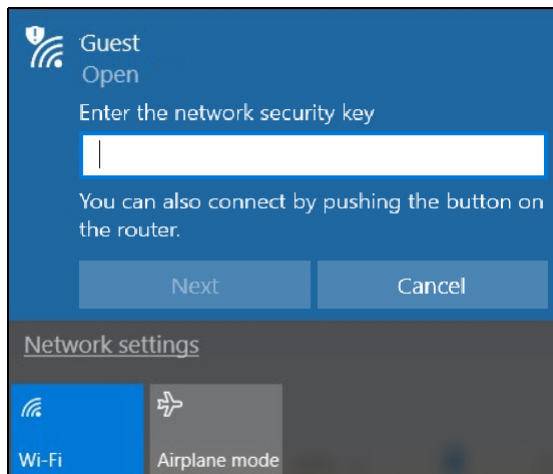 Guest
Open
Enter the network security key
You can also connect by pushing the button on
the router.
Next Cancel
Network settings
Wi-Fi Airplane mode